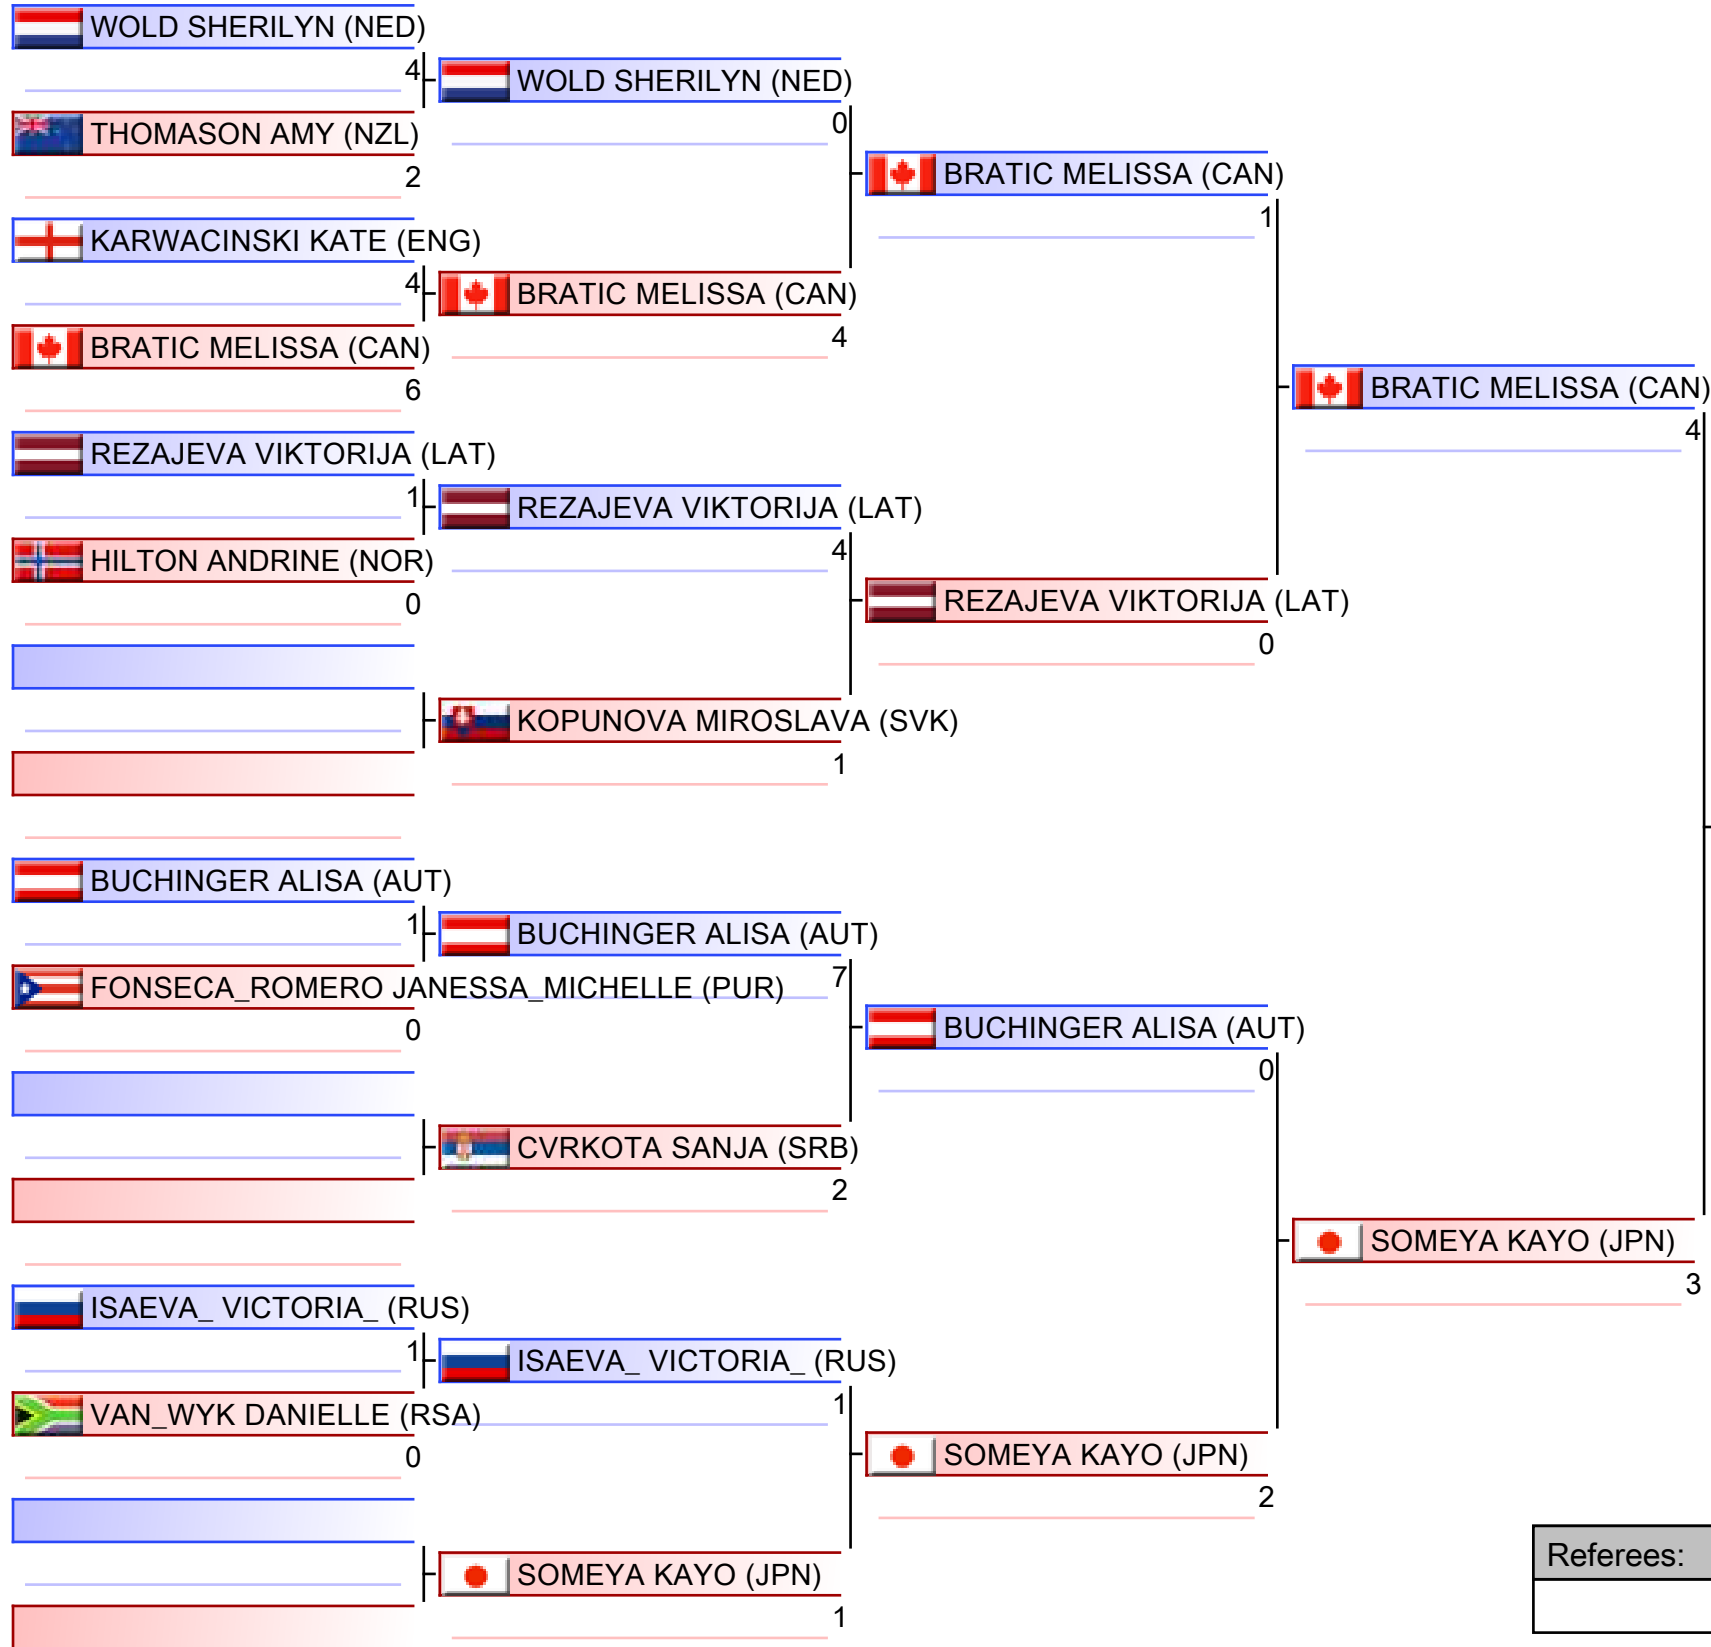 WOLD SHERILYN (NED)
4
THOMASON AMY (NZL)
2
KARWACINSKI KATE (ENG)
4
BRATIC MELISSA (CAN)
6
REZAJEVA VIKTORIJA (LAT)
1
HILTON ANDRINE (NOR)
0
BUCHINGER ALISA (AUT)
1
FONSECA_ROMERO JANESSA_MICHELLE (PUR)
0
ISAEVA_ VICTORIA_ (RUS)
1
VAN_WYK DANIELLE (RSA)
0
WOLD SHERILYN (NED)
0
BRATIC MELISSA (CAN)
4
REZAJEVA VIKTORIJA (LAT)
4
KOPUNOVA MIROSLAVA (SVK)
1
BUCHINGER ALISA (AUT)
7
CVRKOTA SANJA (SRB)
2
ISAEVA_ VICTORIA_ (RUS)
1
SOMEYA KAYO (JPN)
1
BRATIC MELISSA (CAN)
1
REZAJEVA VIKTORIJA (LAT)
0
BUCHINGER ALISA (AUT)
0
SOMEYA KAYO (JPN)
2
BRATIC MELISSA (CAN)
4
SOMEYA KAYO (JPN)
3
Referees: